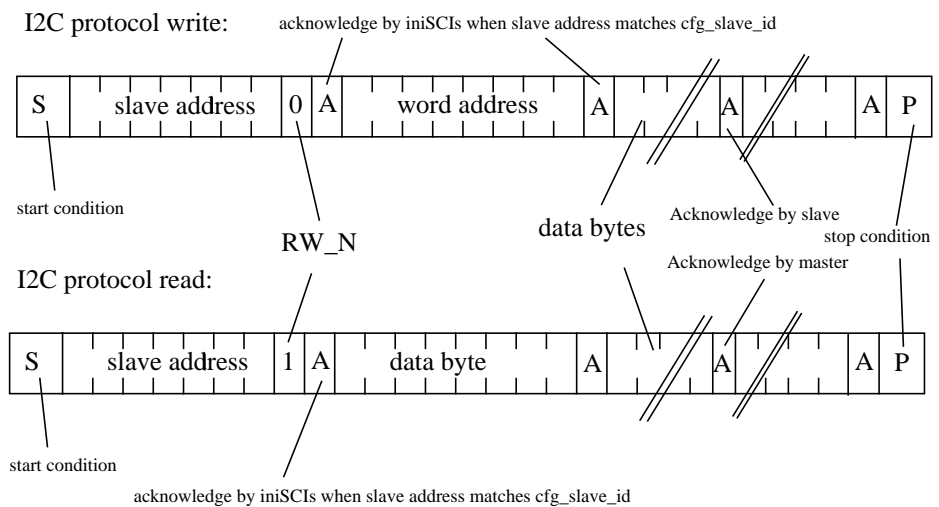 I2C protocol write:
acknowledge by iniSCIs when slave address matches cfg_slave_id
S slave address 0 A word address A A A P
start condition
RW_N
data bytes
Acknowledge by slave
stop condition
Acknowledge by master
I2C protocol read:
S slave address 1 A data byte A A A P
start condition
acknowledge by iniSCIs when slave address matches cfg_slave_id